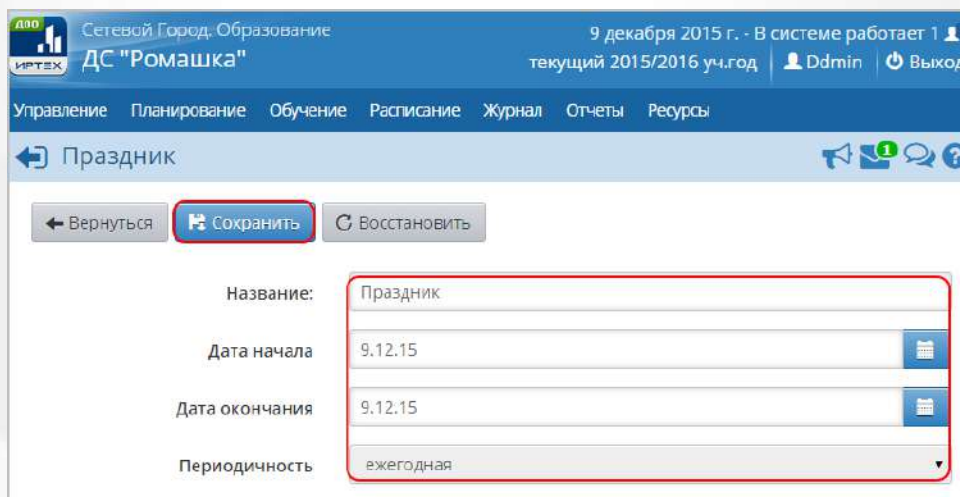 ДОО
ИРТЕХ
Сетевой Город. Образование
ДС "Ромашка"
9 декабря 2015 г. - В системе работает 1
текущий 2015/2016 уч.год Ddmin Выход
Управление Планирование Обучение Расписание Журнал Отчеты Ресурсы
Праздник 1 ?
Вернуться Сохранить Восстановить
Название: Праздник
Дата начала 9.12.15
Дата окончания 9.12.15
Периодичность ежегодная